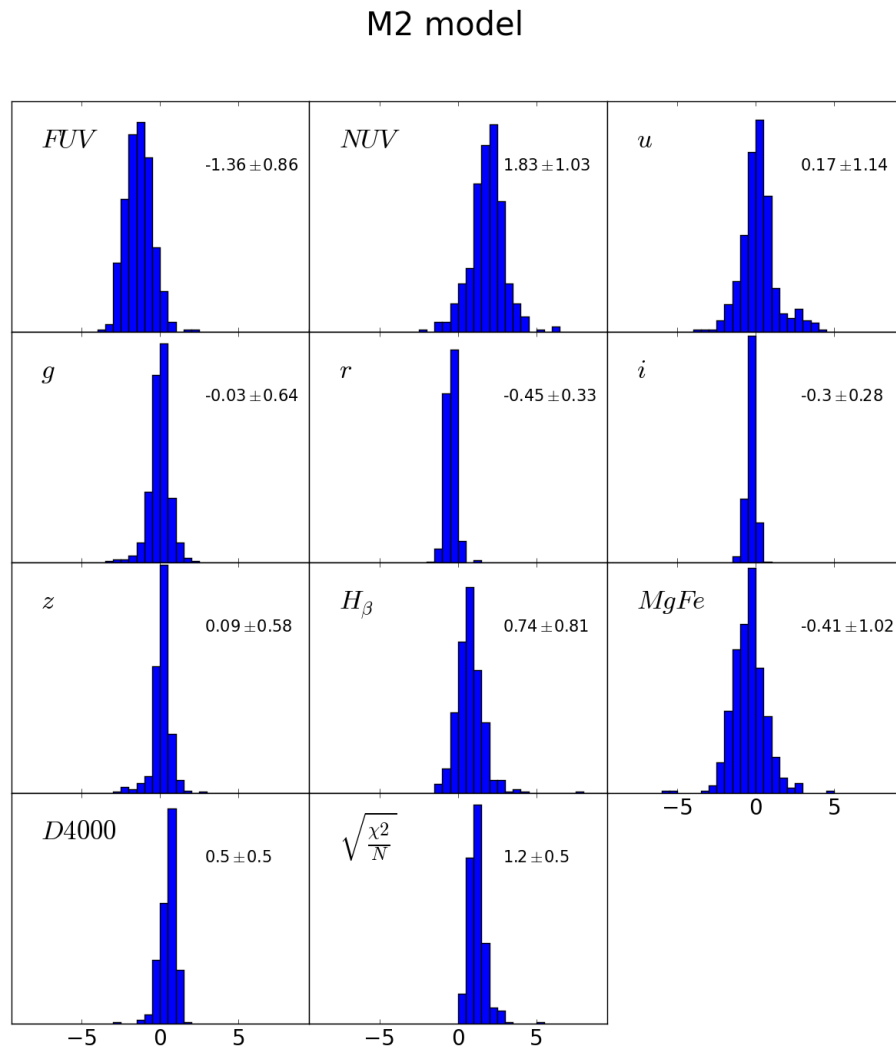 M2 model
FUV
-1.36±0.86
NUV
1.83±1.03
u
0.17±1.14
g
-0.03±0.64
r
-0.45±0.33
i
-0.3±0.28
z
0.09±0.58
H_β
0.74±0.81
MgFe
-0.41±1.02
−5 0 5
D4000
0.5±0.5
√(χ2/N)
1.2±0.5
−5 0 5
−5 0 5